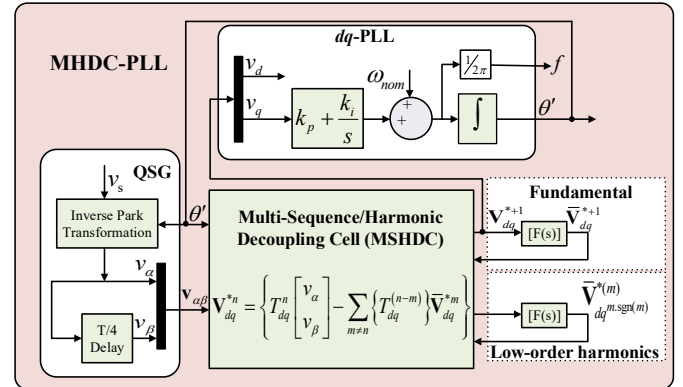 dq-PLL
MHDC-PLL
v_d
v_q
k_p + k_i/s
ω_nom
+
+
1/2π
f
∫
θ′
QSG
v_s
Inverse Park
Transformation
θ′
v_α
v_β
T/4
Delay
v_αβ
Multi-Sequence/Harmonic
Decoupling Cell (MSHDC)
V_dq^*n = { T_dq^n [v_α v_β] − ∑_{m≠n} { T_dq^(n−m) } V̄_dq^*m }
Fundamental
V_dq^*+1
[F(s)]
V̄_dq^*+1
[F(s)]
V̄_dq^m.sgn(m)^*(m)
Low-order harmonics